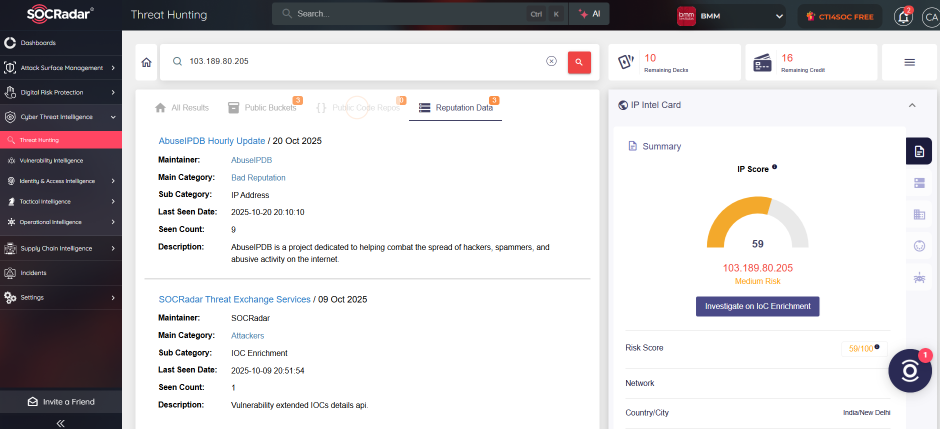 SOCRadar®
Threat Hunting
Search...
Ctrl
K
AI
bmm
BMM
CTI4SOC FREE
2
CA
Dashboards
Attack Surface Management
Digital Risk Protection
Cyber Threat Intelligence
Threat Hunting
Vulnerability Intelligence
Identity & Access Intelligence
Tactical Intelligence
Operational Intelligence
Supply Chain Intelligence
Incidents
Settings
Invite a Friend
103.189.80.205
10
Remaining Decks
16
Remaining Credit
All Results
Public Buckets
3
{} Public Code Repos
0
Reputation Data
3
AbuseIPDB Hourly Update / 20 Oct 2025
Maintainer: AbuseIPDB
Main Category: Bad Reputation
Sub Category: IP Address
Last Seen Date: 2025-10-20 20:10:10
Seen Count: 9
Description: AbuseIPDB is a project dedicated to helping combat the spread of hackers, spammers, and
abusive activity on the internet.
SOCRadar Threat Exchange Services / 09 Oct 2025
Maintainer: SOCRadar
Main Category: Attackers
Sub Category: IOC Enrichment
Last Seen Date: 2025-10-09 20:51:54
Seen Count: 1
Description: Vulnerability extended IOCs details api.
IP Intel Card
Summary
IP Score
59
103.189.80.205
Medium Risk
Investigate on IoC Enrichment
Risk Score 59/100
Network
Country/City India/New Delhi
1